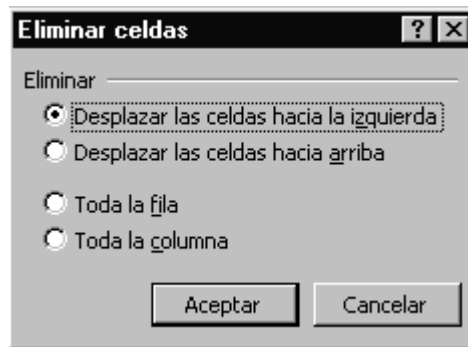 Eliminar celdas
Eliminar
Desplazar las celdas hacia la izquierda
Desplazar las celdas hacia arriba
Toda la fila
Toda la columna
Aceptar Cancelar